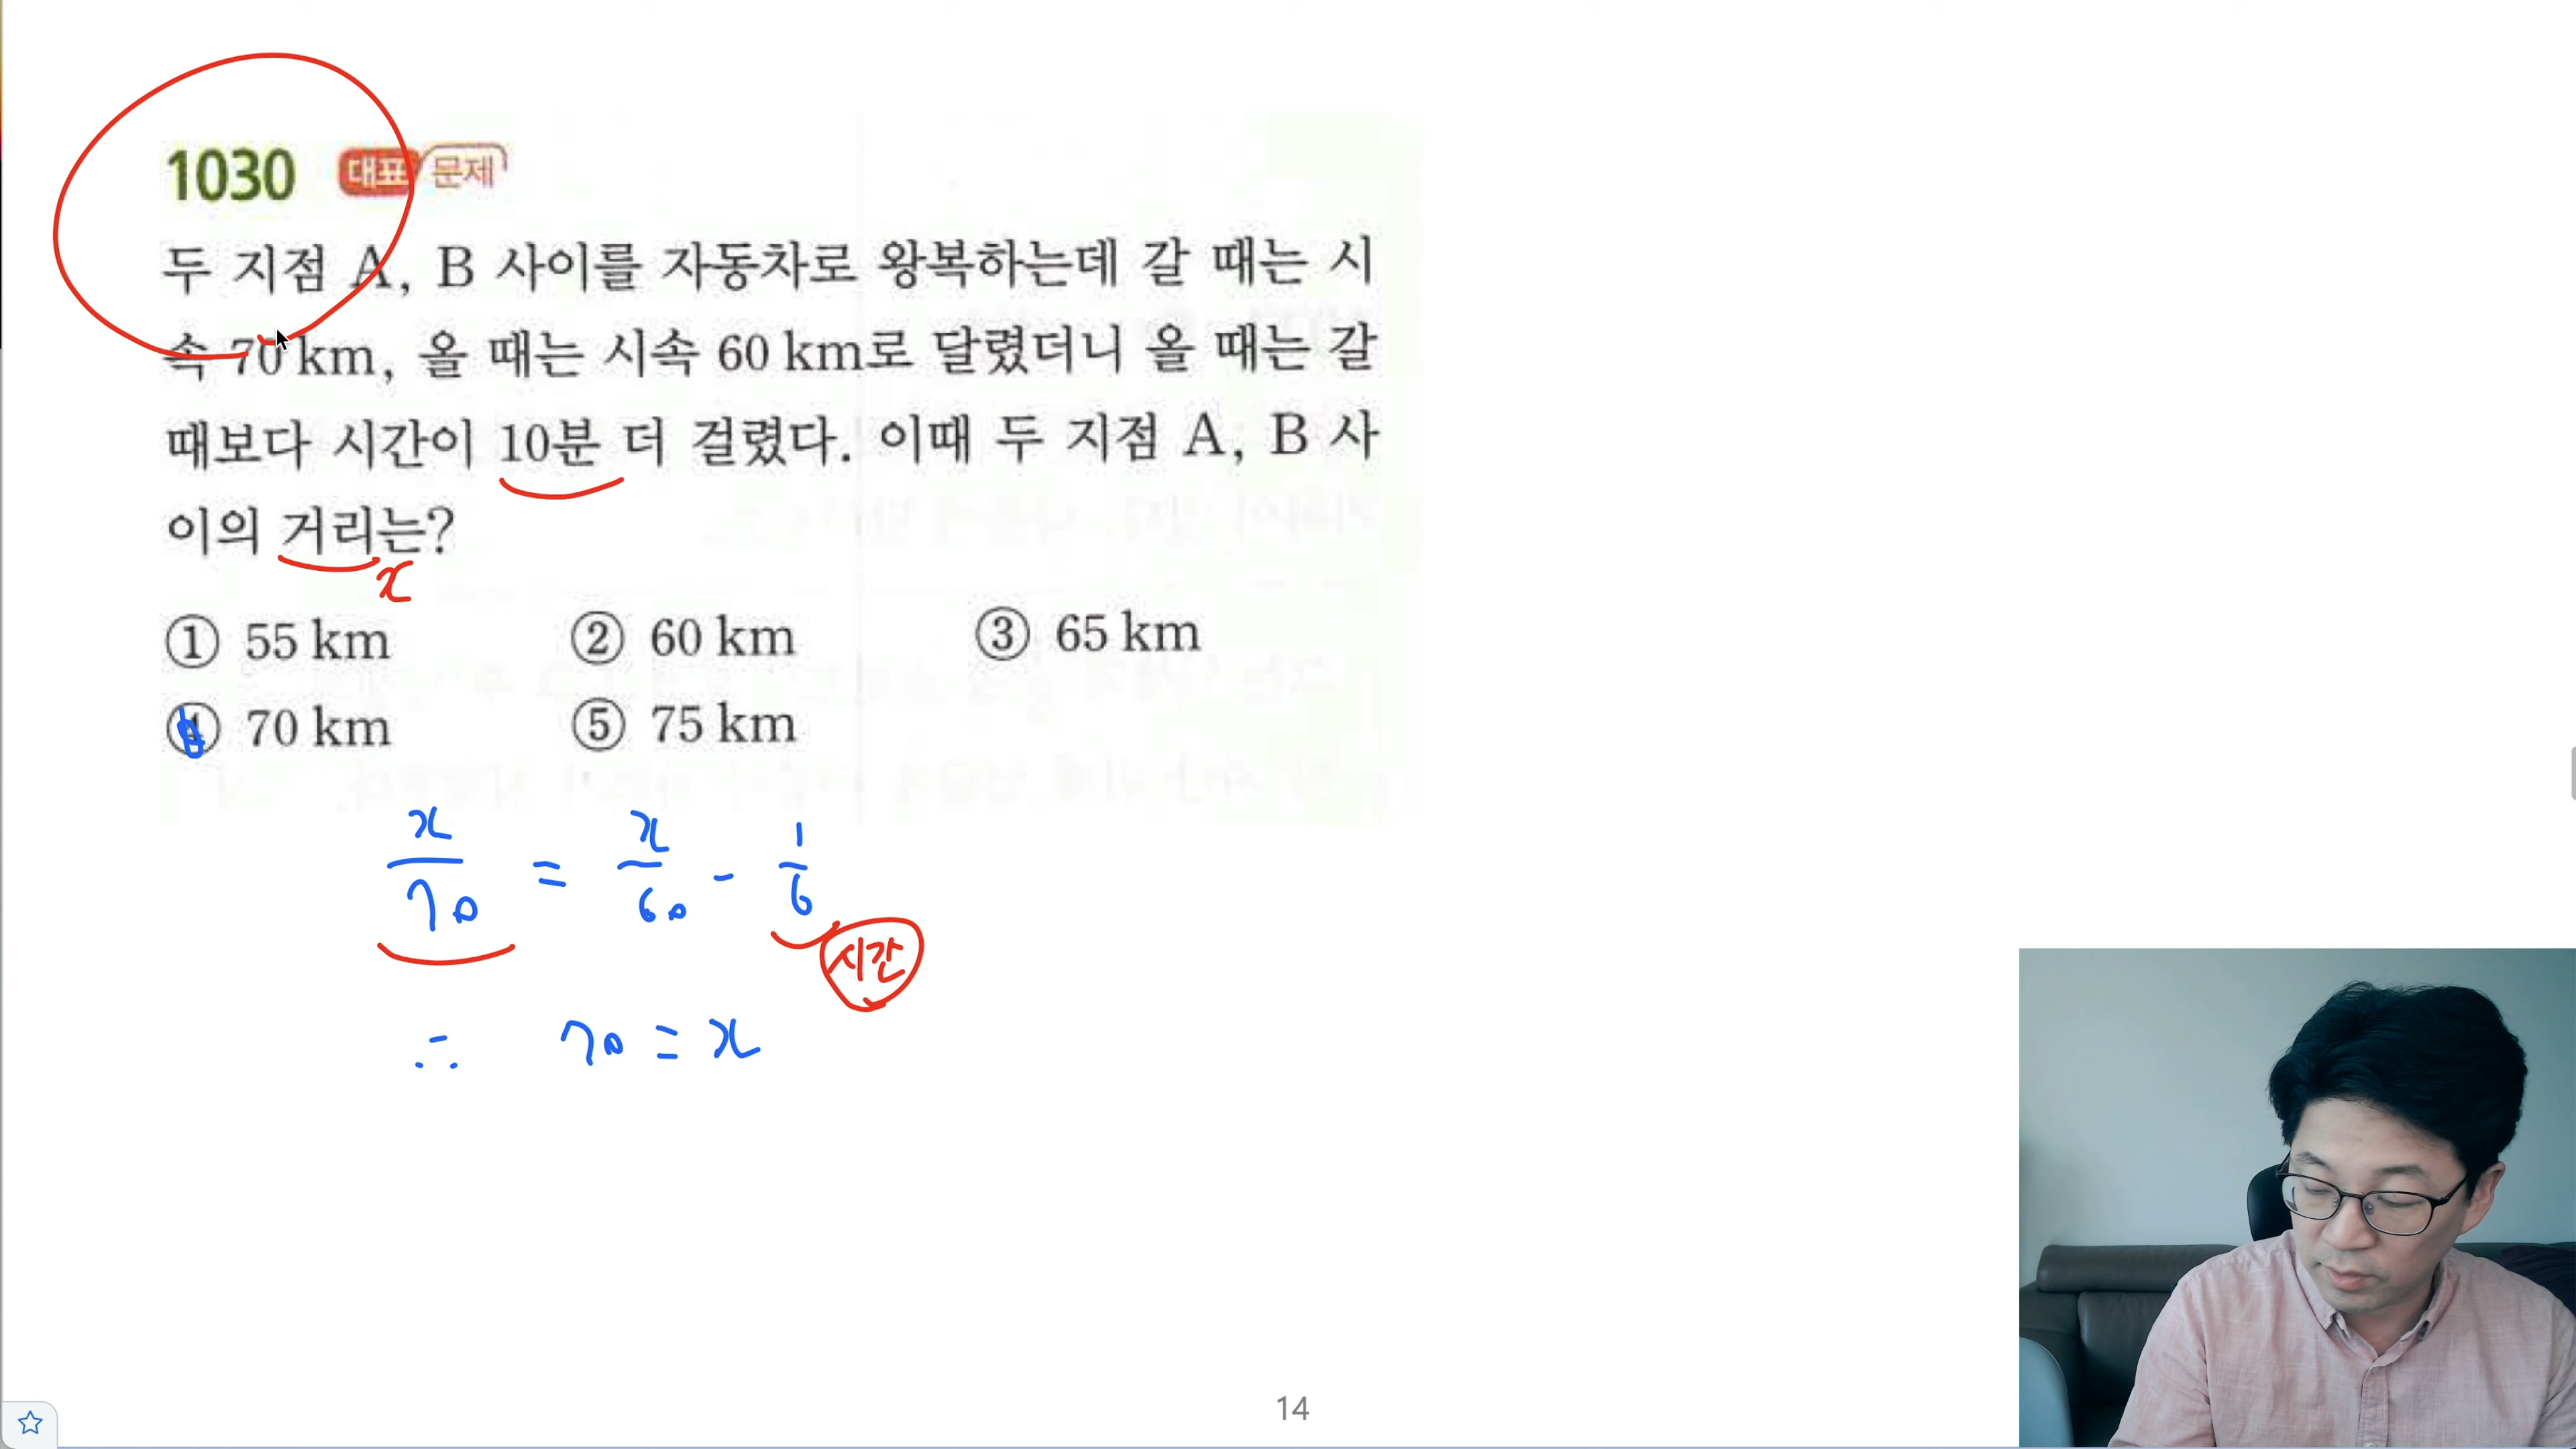 1030 대표 문제
두 지점 A, B 사이를 자동차로 왕복하는데 갈 때는 시
속 70 km, 올 때는 시속 60 km로 달렸더니 올 때는 갈
때보다 시간이 10분 더 걸렸다. 이때 두 지점 A, B 사
이의 거리는?
x
① 55 km ② 60 km ③ 65 km
④ 70 km ⑤ 75 km
x/70 = x/60 - 1/6
시간
∴ 70 = x
14